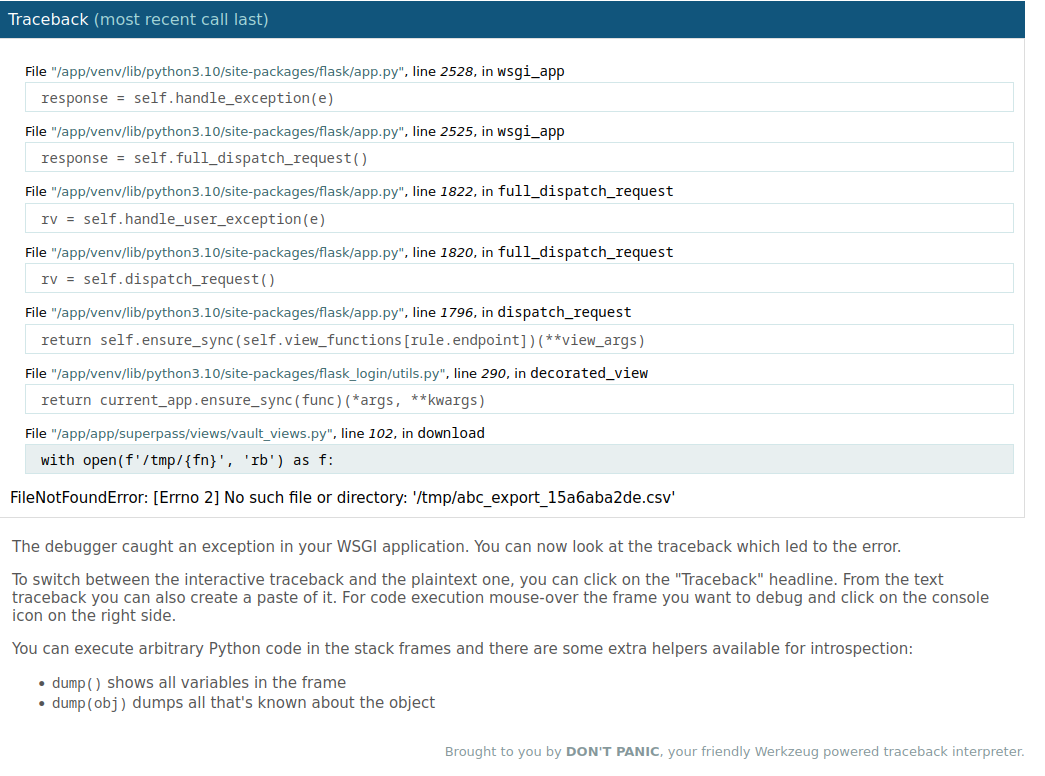 Traceback (most recent call last)
File "/app/venv/lib/python3.10/site-packages/flask/app.py", line 2528, in wsgi_app
response = self.handle_exception(e)
File "/app/venv/lib/python3.10/site-packages/flask/app.py", line 2525, in wsgi_app
response = self.full_dispatch_request()
File "/app/venv/lib/python3.10/site-packages/flask/app.py", line 1822, in full_dispatch_request
rv = self.handle_user_exception(e)
File "/app/venv/lib/python3.10/site-packages/flask/app.py", line 1820, in full_dispatch_request
rv = self.dispatch_request()
File "/app/venv/lib/python3.10/site-packages/flask/app.py", line 1796, in dispatch_request
return self.ensure_sync(self.view_functions[rule.endpoint])(**view_args)
File "/app/venv/lib/python3.10/site-packages/flask_login/utils.py", line 290, in decorated_view
return current_app.ensure_sync(func)(*args, **kwargs)
File "/app/app/superpass/views/vault_views.py", line 102, in download
with open(f'/tmp/{fn}', 'rb') as f:
FileNotFoundError: [Errno 2] No such file or directory: '/tmp/abc_export_15a6aba2de.csv'
The debugger caught an exception in your WSGI application. You can now look at the traceback which led to the error.
To switch between the interactive traceback and the plaintext one, you can click on the "Traceback" headline. From the text
traceback you can also create a paste of it. For code execution mouse-over the frame you want to debug and click on the console
icon on the right side.
You can execute arbitrary Python code in the stack frames and there are some extra helpers available for introspection:
• dump() shows all variables in the frame
• dump(obj) dumps all that's known about the object
Brought to you by DON'T PANIC, your friendly Werkzeug powered traceback interpreter.